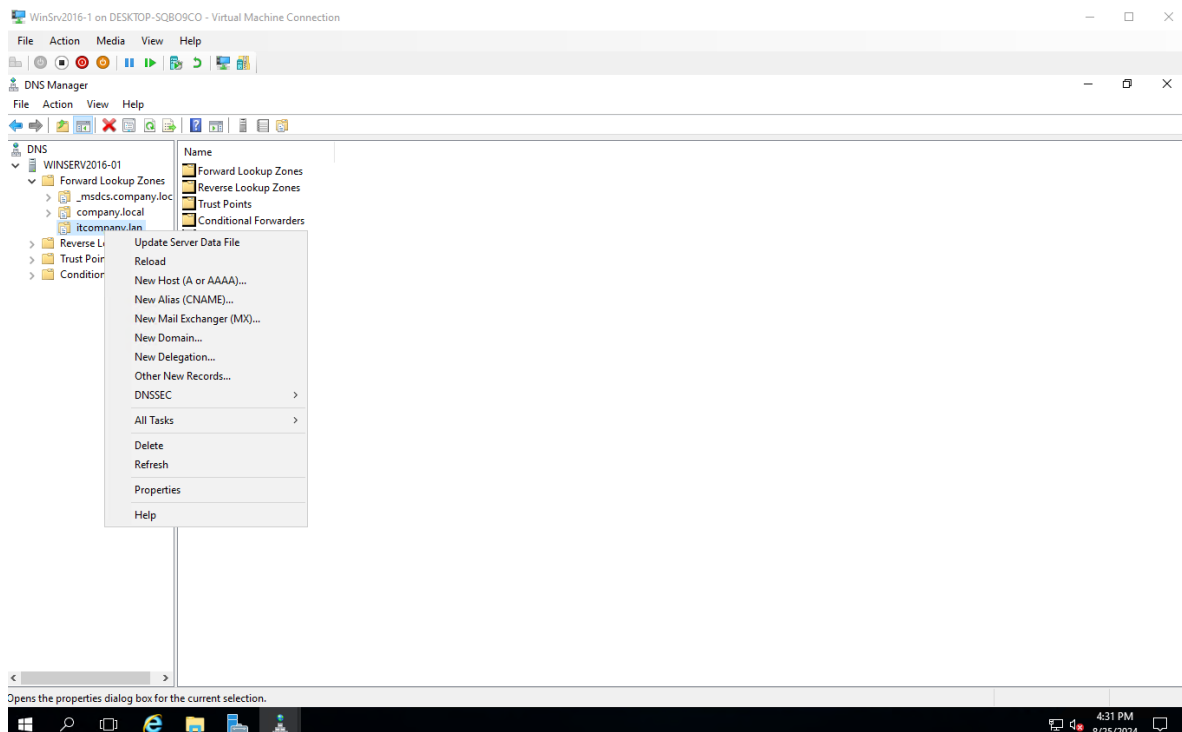 WinSrv2016-1 on DESKTOP-SQBO9CO - Virtual Machine Connection
File Action Media View Help
DNS Manager
File Action View Help
DNS
WINSERV2016-01
Forward Lookup Zones
_msdcs.company.loc
company.local
itcompany.lan
Reverse L
Trust Poin
Condition
Name
Forward Lookup Zones
Reverse Lookup Zones
Trust Points
Conditional Forwarders
Update Server Data File
Reload
New Host (A or AAAA)...
New Alias (CNAME)...
New Mail Exchanger (MX)...
New Domain...
New Delegation...
Other New Records...
DNSSEC
All Tasks
Delete
Refresh
Properties
Help
Opens the properties dialog box for the current selection.
4:31 PM
8/25/2024